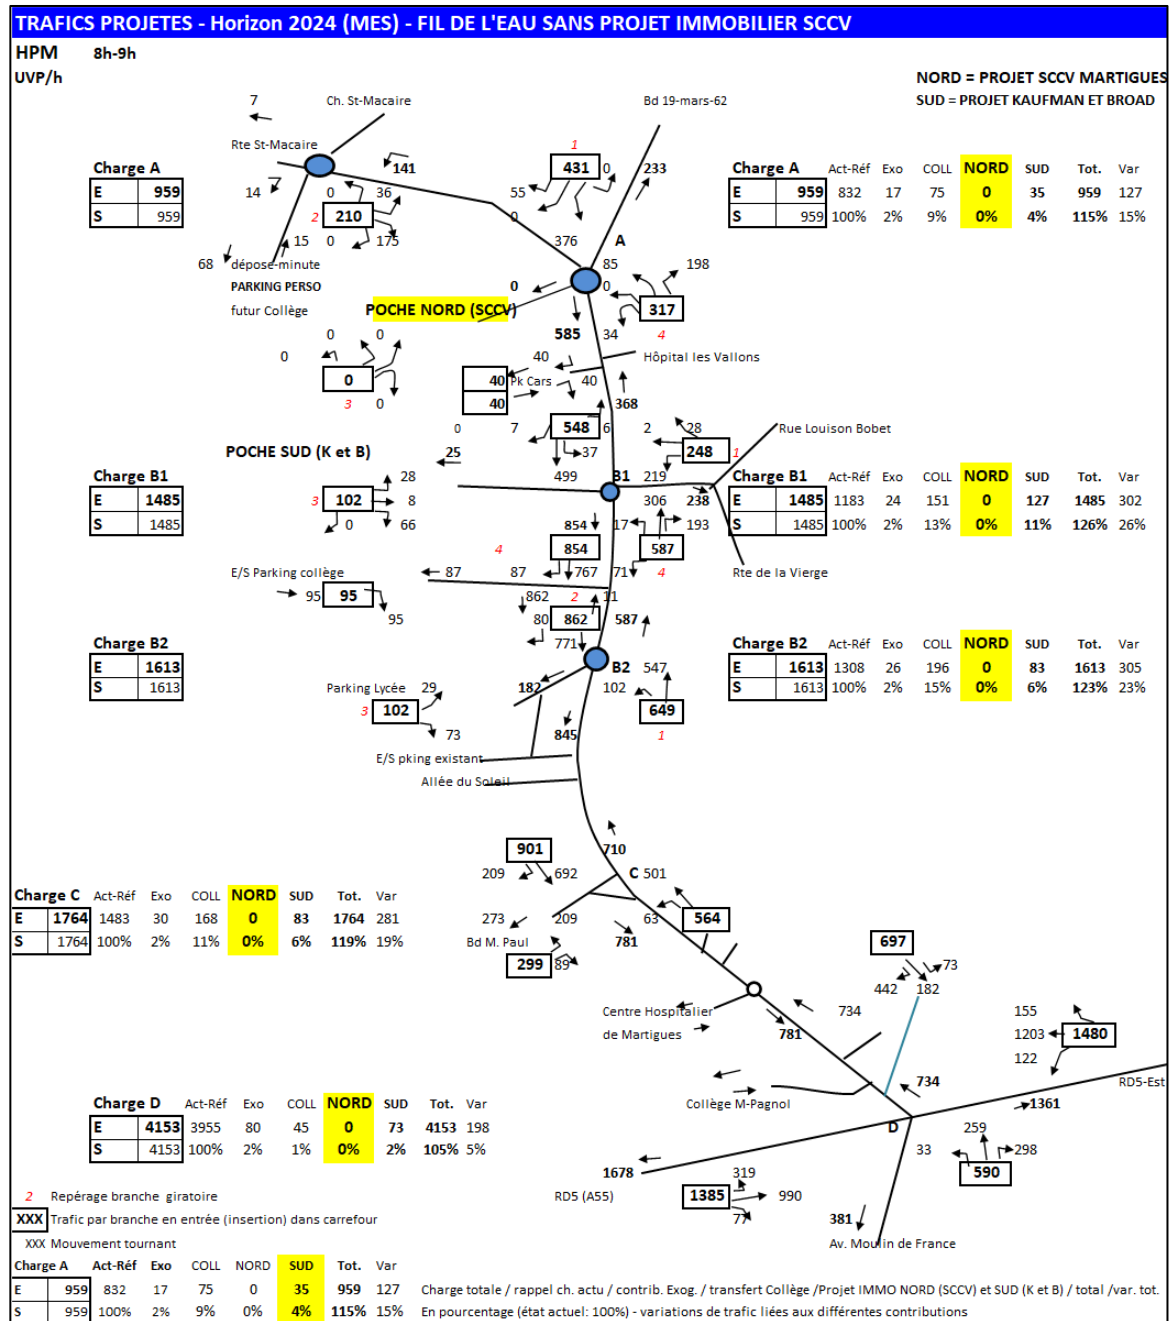 TRAFICS PROJETES - Horizon 2024 (MES) - FIL DE L'EAU SANS PROJET IMMOBILIER SCCV
HPM 8h-9h
UVP/h
NORD = PROJET SCCV MARTIGUES
SUD = PROJET KAUFMAN ET BROAD
7 Ch. St-Macaire Bd 19-mars-62
Rte St-Macaire 1
Charge A 141 431 0 233 Charge A Act-Réf Exo COLL NORD SUD Tot. Var
E 959 14 0 36 55 E 959 832 17 75 0 35 959 127
S 959 2 210 0 S 959 100% 2% 9% 0% 4% 115% 15%
15 0 175 376 A
68 dépose-minute 85 198
PARKING PERSO 0 0
futur Collège POCHE NORD (SCCV) 317
0 0 585 34 4
0 40 Hôpital les Vallons
0 40 Pk Cars 40
3 0 40 368
0 7 548 6 2 28 Rue Louison Bobet
POCHE SUD (K et B) 25 37 248 1
Charge B1 28 499 B1 219 Charge B1 Act-Réf Exo COLL NORD SUD Tot. Var
E 1485 3 102 8 306 238 E 1485 1183 24 151 0 127 1485 302
S 1485 0 66 854 17 193 S 1485 100% 2% 13% 0% 11% 126% 26%
4 854 587
E/S Parking collège 87 87 767 71 4 Rte de la Vierge
95 95 862 2 11
95 80 862 587
Charge B2 771 Charge B2 Act-Réf Exo COLL NORD SUD Tot. Var
E 1613 B2 547 E 1613 1308 26 196 0 83 1613 305
S 1613 Parking Lycée 29 182 102 S 1613 100% 2% 15% 0% 6% 123% 23%
3 102 649
73 845 1
E/S pking existant
Allée du Soleil
901 710
209 692 C 501
Charge C Act-Réf Exo COLL NORD SUD Tot. Var
E 1764 1483 30 168 0 83 1764 281 273 209 63 564
S 1764 100% 2% 11% 0% 6% 119% 19% Bd M. Paul 781 697
299 89 73
442 182
Centre Hospitalier 734 155
de Martigues 781 1203 1480
122
734 RD5-Est
Charge D Act-Réf Exo COLL NORD SUD Tot. Var Collège M-Pagnol 1361
E 4153 3955 80 45 0 73 4153 198 D 259
S 4153 100% 2% 1% 0% 2% 105% 5% 33 298
1678 319 590
2 Repérage branche giratoire RD5 (A55) 1385 990
XXX Trafic par branche en entrée (insertion) dans carrefour 77 381
XXX Mouvement tournant Av. Moulin de France
Charge A Act-Réf Exo COLL NORD SUD Tot. Var
E 959 832 17 75 0 35 959 127 Charge totale / rappel ch. actu / contrib. Exog. / transfert Collège /Projet IMMO NORD (SCCV) et SUD (K et B) / total /var. tot.
S 959 100% 2% 9% 0% 4% 115% 15% En pourcentage (état actuel: 100%) - variations de trafic liées aux différentes contributions